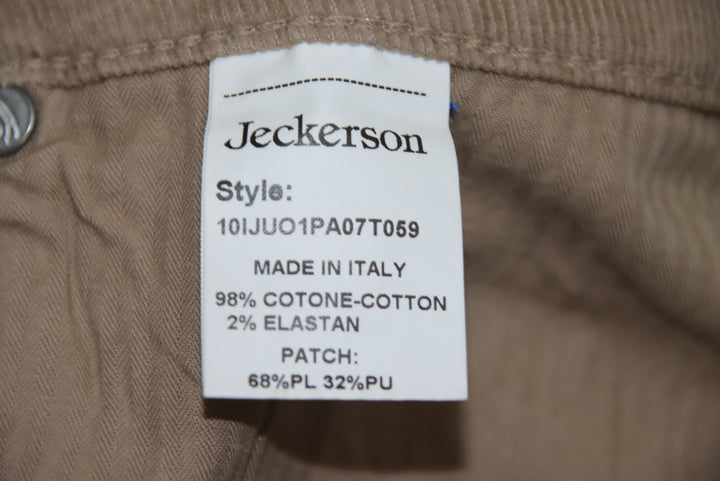 Jeckerson
Style:
10IJUO1PA07T059
MADE IN ITALY
98% COTONE-COTTON
2% ELASTAN
PATCH:
68%PL 32%PU